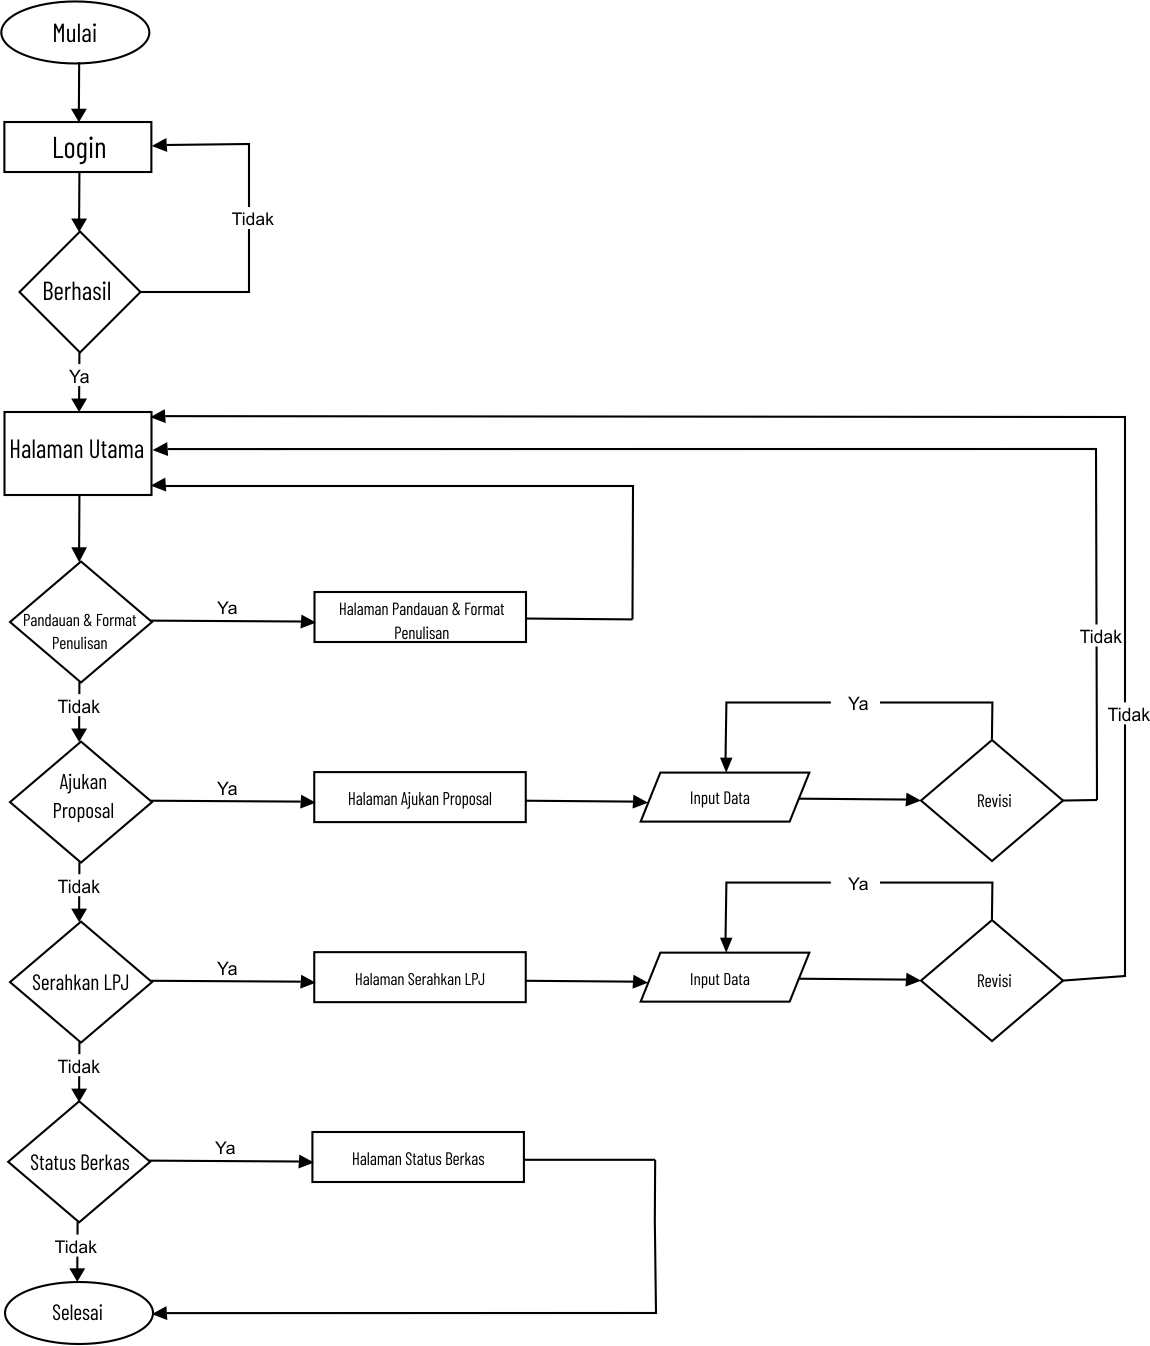 Mulai
Login
Tidak
Berhasil
Ya
Halaman Utama
Pandauan & Format
Penulisan
Ya
Halaman Pandauan & Format
Penulisan
Tidak
Tidak
Ya
Tidak
Ajukan
Proposal
Ya
Halaman Ajukan Proposal
Input Data
Revisi
Tidak
Ya
Serahkan LPJ
Ya
Halaman Serahkan LPJ
Input Data
Revisi
Tidak
Status Berkas
Ya
Halaman Status Berkas
Tidak
Selesai